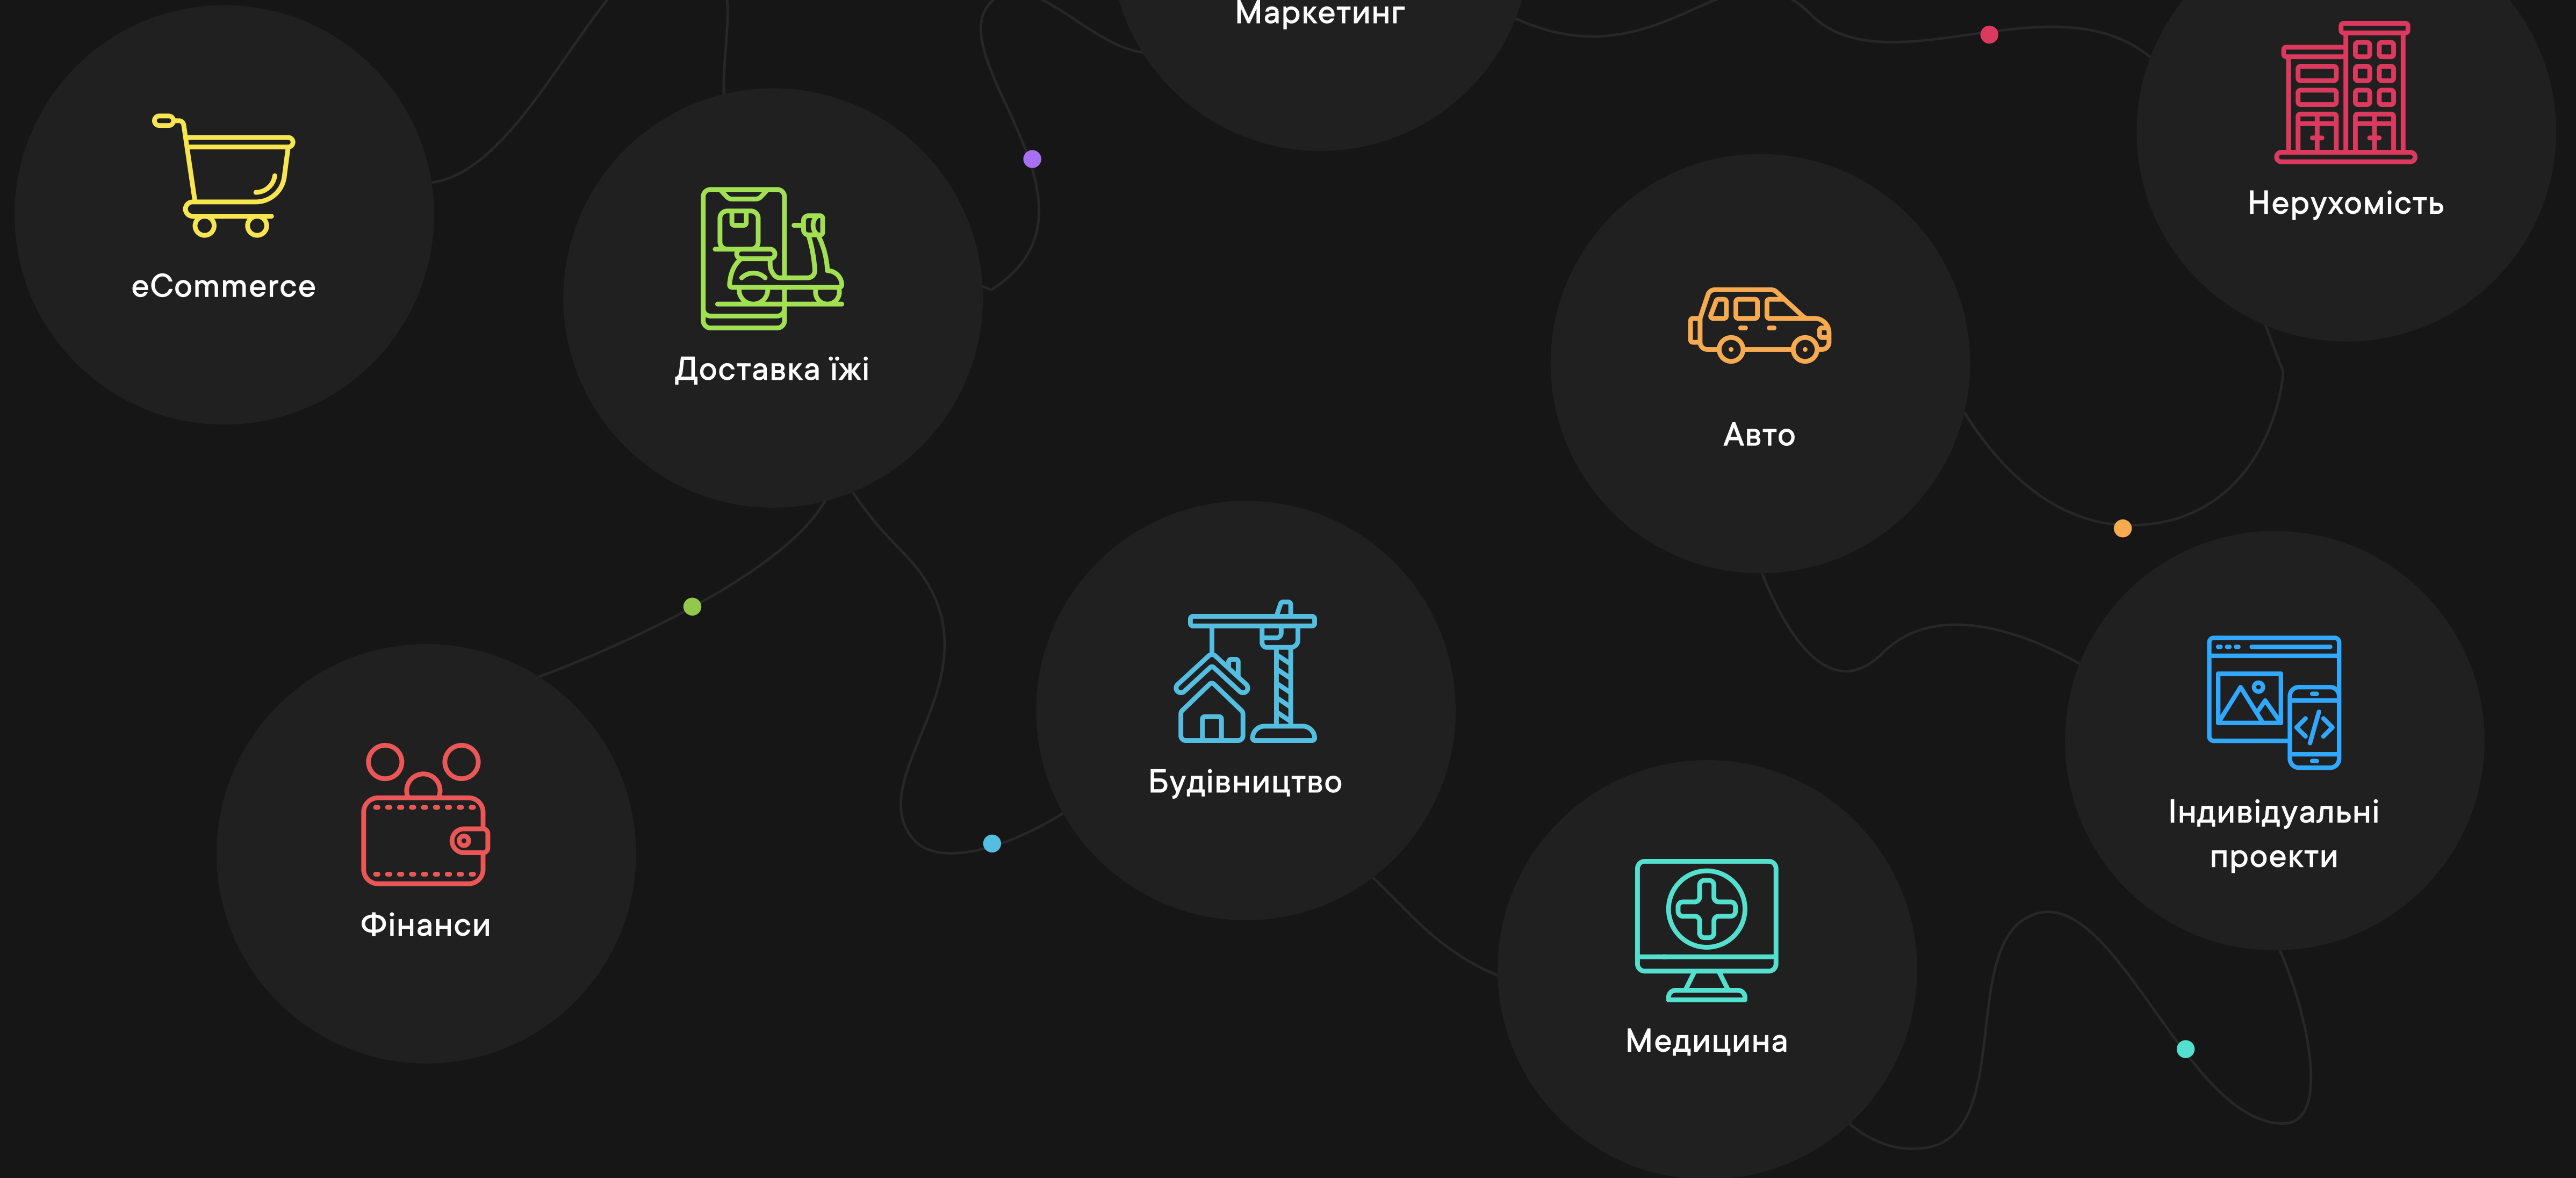 Маркетинг
Нерухомість
eCommerce
Доставка їжі
Авто
Будівництво
Індивідуальні
проекти
Фінанси
Медицина